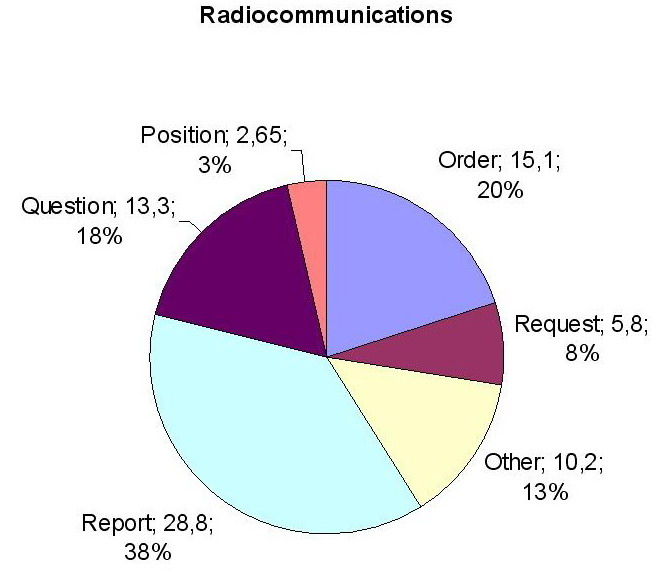 Radiocommunications
Position; 2,65;
3%
Order; 15,1;
20%
Question; 13,3;
18%
Request; 5,8;
8%
Other; 10,2;
13%
Report; 28,8;
38%